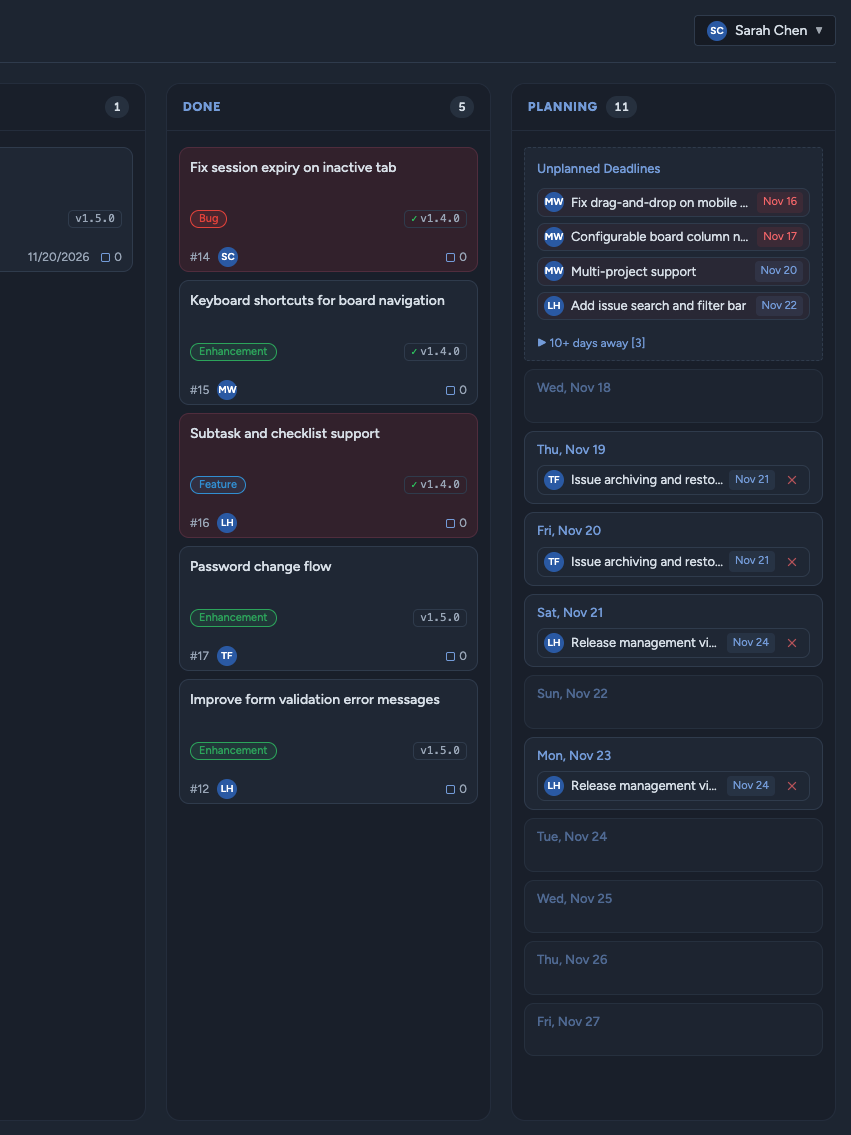 SC Sarah Chen ▼
1
v1.5.0
11/20/2026 0
DONE 5
Fix session expiry on inactive tab
Bug ✓ v1.4.0
#14 SC 0
Keyboard shortcuts for board navigation
Enhancement ✓ v1.4.0
#15 MW 0
Subtask and checklist support
Feature ✓ v1.4.0
#16 LH 0
Password change flow
Enhancement v1.5.0
#17 TF 0
Improve form validation error messages
Enhancement v1.5.0
#12 LH 0
PLANNING 11
Unplanned Deadlines
MW Fix drag-and-drop on mobile ... Nov 16
MW Configurable board column n... Nov 17
MW Multi-project support Nov 20
LH Add issue search and filter bar Nov 22
▶ 10+ days away [3]
Wed, Nov 18
Thu, Nov 19
TF Issue archiving and resto... Nov 21 ×
Fri, Nov 20
TF Issue archiving and resto... Nov 21 ×
Sat, Nov 21
LH Release management vi... Nov 24 ×
Sun, Nov 22
Mon, Nov 23
LH Release management vi... Nov 24 ×
Tue, Nov 24
Wed, Nov 25
Thu, Nov 26
Fri, Nov 27